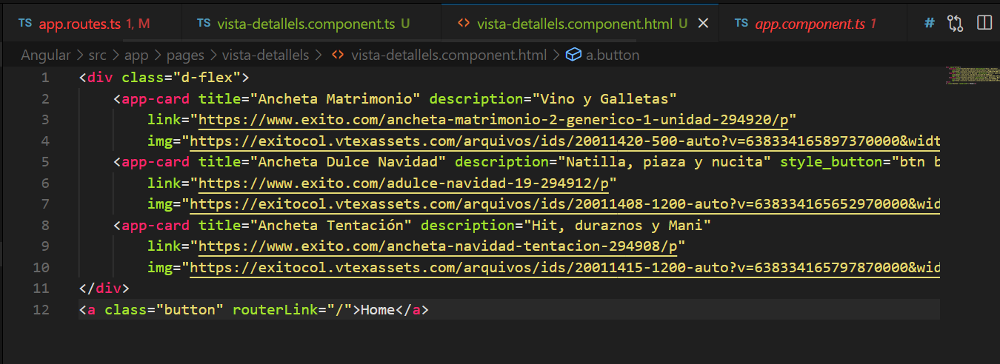 TS app.routes.ts 1, M TS vista-detallels.component.ts U <> vista-detallels.component.html U × TS app.component.ts 1 #
Angular > src > app > pages > vista-detallels > <> vista-detallels.component.html > a.button
1 <div class="d-flex">
2 <app-card title="Ancheta Matrimonio" description="Vino y Galletas"
3 link="https://www.exito.com/ancheta-matrimonio-2-generico-1-unidad-294920/p"
4 img="https://exitocol.vtexassets.com/arquivos/ids/20011420-500-auto?v=638334165897370000&widt
5 <app-card title="Ancheta Dulce Navidad" description="Natilla, piaza y nucita" style_button="btn b
6 link="https://www.exito.com/adulce-navidad-19-294912/p"
7 img="https://exitocol.vtexassets.com/arquivos/ids/20011408-1200-auto?v=638334165652970000&wid
8 <app-card title="Ancheta Tentación" description="Hit, duraznos y Mani"
9 link="https://www.exito.com/ancheta-navidad-tentacion-294908/p"
10 img="https://exitocol.vtexassets.com/arquivos/ids/20011415-1200-auto?v=638334165797870000&wid
11 </div>
12 <a class="button" routerLink="/">Home</a>